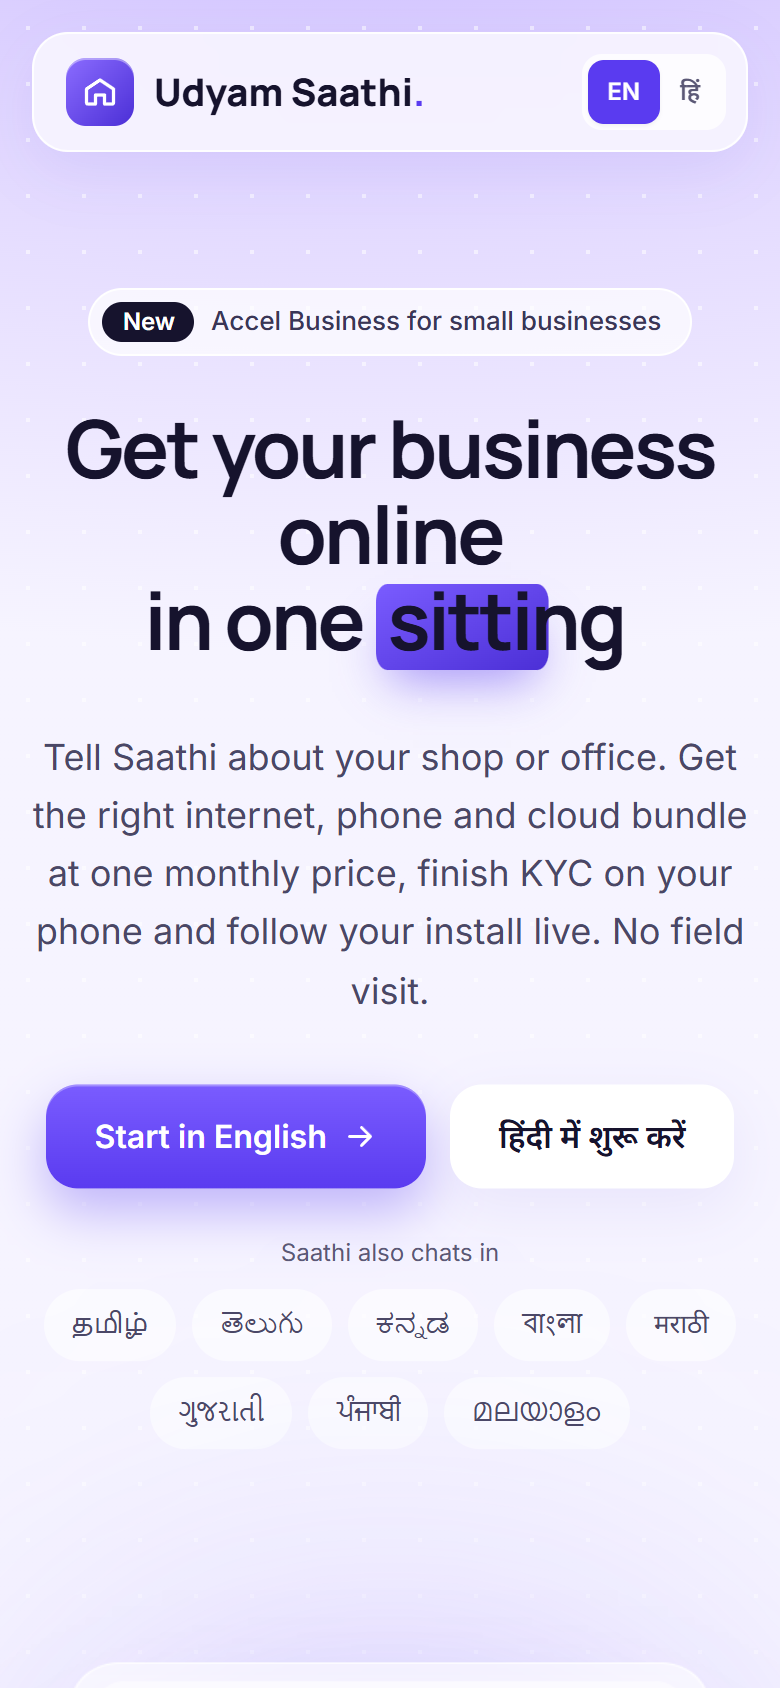 Udyam Saathi.
EN
हिं
New
Accel Business for small businesses
Get your business
online
in one sitting
Tell Saathi about your shop or office. Get
the right internet, phone and cloud bundle
at one monthly price, finish KYC on your
phone and follow your install live. No field
visit.
Start in English →
हिंदी में शुरू करें
Saathi also chats in
தமிழ்
తెలుగు
ಕನ್ನಡ
বাংলা
मराठी
ગુજરાતી
ਪੰਜਾਬੀ
മലയാളം